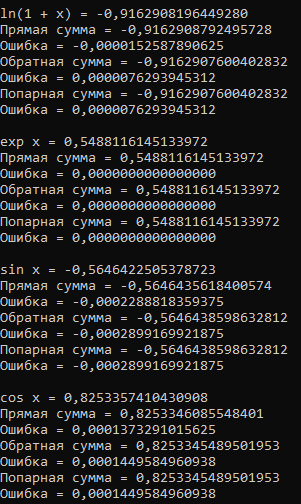 ln(1 + x) = -0,9162908196449280
Прямая сумма = -0,9162908792495728
Ошибка = -0,0000152587890625
Обратная сумма = -0,9162907600402832
Ошибка = 0,0000076293945312
Попарная сумма = -0,9162907600402832
Ошибка = 0,0000076293945312
exp x = 0,5488116145133972
Прямая сумма = 0,5488116145133972
Ошибка = 0,0000000000000000
Обратная сумма = 0,5488116145133972
Ошибка = 0,0000000000000000
Попарная сумма = 0,5488116145133972
Ошибка = 0,0000000000000000
sin x = -0,5646422505378723
Прямая сумма = -0,5646435618400574
Ошибка = -0,0002288818359375
Обратная сумма = -0,5646438598632812
Ошибка = -0,0002899169921875
Попарная сумма = -0,5646438598632812
Ошибка = -0,0002899169921875
cos x = 0,8253357410430908
Прямая сумма = 0,8253346085548401
Ошибка = 0,0001373291015625
Обратная сумма = 0,8253345489501953
Ошибка = 0,0001449584960938
Попарная сумма = 0,8253345489501953
Ошибка = 0,0001449584960938